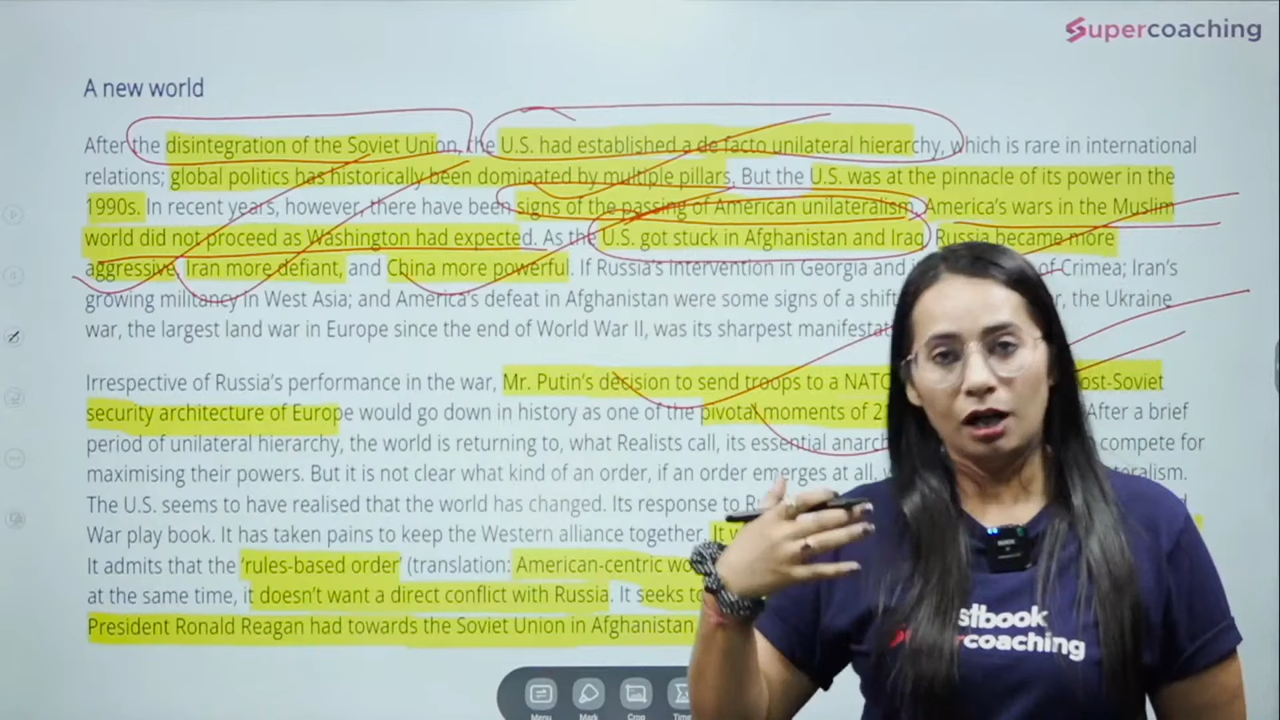 Supercoaching
A new world
After the disintegration of the Soviet Union, the U.S. had established a de facto unilateral hierarchy, which is rare in international
relations; global politics has historically been dominated by multiple pillars. But the U.S. was at the pinnacle of its power in the
1990s. In recent years, however, there have been signs of the passing of American unilateralism. America's wars in the Muslim
world did not proceed as Washington had expected. As the U.S. got stuck in Afghanistan and Iraq Russia became more
aggressive, Iran more defiant, and China more powerful. If Russia's intervention in Georgia and of Crimea; Iran's
growing militancy in West Asia; and America's defeat in Afghanistan were some signs of a shift the Ukraine
war, the largest land war in Europe since the end of World War II, was its sharpest
Irrespective of Russia's performance in the war, Mr. Putin's decision to send troops to a NATO
security architecture of Europe would go down in history as one of the pivotal moments of After a brief
period of unilateral hierarchy, the world is returning to, what Realists call, its essential compete for
maximising their powers. But it is not clear what kind of an order, if an order emerges at all,
The U.S. seems to have realised that the world has changed. Its response to
War play book. It has taken pains to keep the Western alliance together. It
It admits that the 'rules-based order' (translation: American-centric
at the same time, it doesn't want a direct conflict with Russia. It seeks
President Ronald Reagan had towards the Soviet Union in Afghanistan
Menu Mark Crop